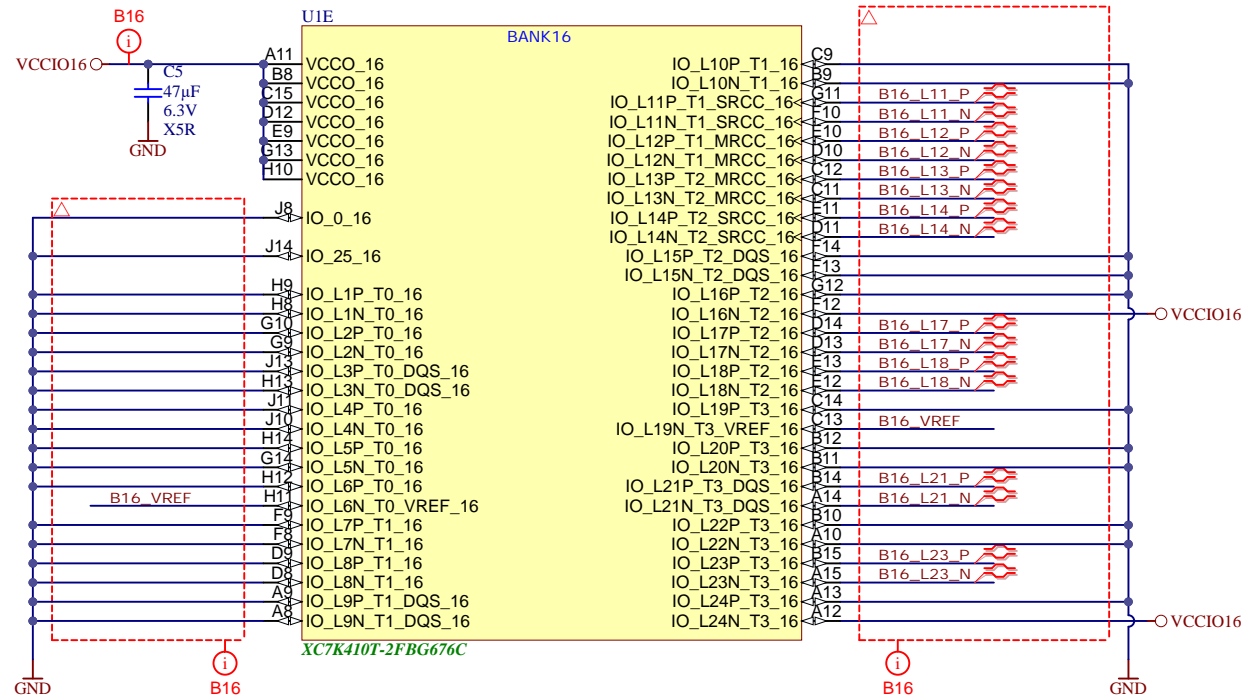 B16
i
VCCIO16
C5
47µF
6.3V
X5R
GND
U1E
BANK16
A11 VCCO_16
B8 VCCO_16
C15 VCCO_16
D12 VCCO_16
E9 VCCO_16
G13 VCCO_16
H10 VCCO_16
J8 IO_0_16
J14 IO_25_16
H9 IO_L1P_T0_16
H8 IO_L1N_T0_16
G10 IO_L2P_T0_16
G9 IO_L2N_T0_16
J13 IO_L3P_T0_DQS_16
H13 IO_L3N_T0_DQS_16
J11 IO_L4P_T0_16
J10 IO_L4N_T0_16
H14 IO_L5P_T0_16
G14 IO_L5N_T0_16
H12 IO_L6P_T0_16
B16_VREF H11 IO_L6N_T0_VREF_16
F9 IO_L7P_T1_16
F8 IO_L7N_T1_16
D9 IO_L8P_T1_16
D8 IO_L8N_T1_16
A9 IO_L9P_T1_DQS_16
A8 IO_L9N_T1_DQS_16
IO_L10P_T1_16 C9
IO_L10N_T1_16 B9
IO_L11P_T1_SRCC_16 G11 B16_L11_P
IO_L11N_T1_SRCC_16 F10 B16_L11_N
IO_L12P_T1_MRCC_16 E10 B16_L12_P
IO_L12N_T1_MRCC_16 D10 B16_L12_N
IO_L13P_T2_MRCC_16 C12 B16_L13_P
IO_L13N_T2_MRCC_16 C11 B16_L13_N
IO_L14P_T2_SRCC_16 E11 B16_L14_P
IO_L14N_T2_SRCC_16 D11 B16_L14_N
IO_L15P_T2_DQS_16 F14
IO_L15N_T2_DQS_16 F13
IO_L16P_T2_16 G12
IO_L16N_T2_16 F12 VCCIO16
IO_L17P_T2_16 D14 B16_L17_P
IO_L17N_T2_16 D13 B16_L17_N
IO_L18P_T2_16 E13 B16_L18_P
IO_L18N_T2_16 E12 B16_L18_N
IO_L19P_T3_16 C14
IO_L19N_T3_VREF_16 C13 B16_VREF
IO_L20P_T3_16 B12
IO_L20N_T3_16 B11
IO_L21P_T3_DQS_16 B14 B16_L21_P
IO_L21N_T3_DQS_16 A14 B16_L21_N
IO_L22P_T3_16 B10
IO_L22N_T3_16 A10
IO_L23P_T3_16 B15 B16_L23_P
IO_L23N_T3_16 A15 B16_L23_N
IO_L24P_T3_16 A13
IO_L24N_T3_16 A12 VCCIO16
XC7K410T-2FBG676C
GND
i
B16
i
B16
GND